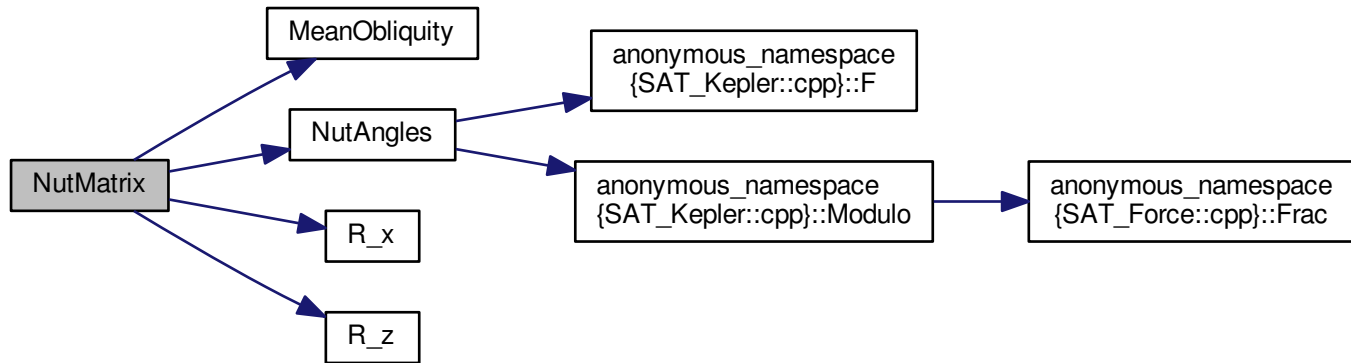 MeanObliquity
anonymous_namespace
{SAT_Kepler::cpp}::F
NutAngles
NutMatrix
anonymous_namespace
{SAT_Kepler::cpp}::Modulo
anonymous_namespace
{SAT_Force::cpp}::Frac
R_x
R_z